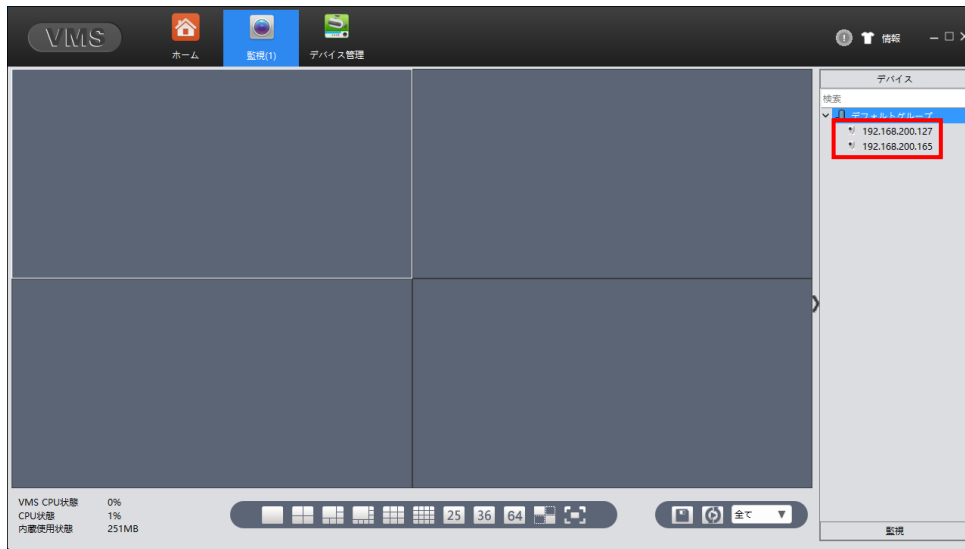 VMS
ホーム
監視(1)
デバイス管理
情報
デバイス
検索
デフォルトグループ
192.168.200.127
192.168.200.165
VMS CPU状態 0%
CPU状態 1%
内蔵使用状態 251MB
25 36 64
全て
監視